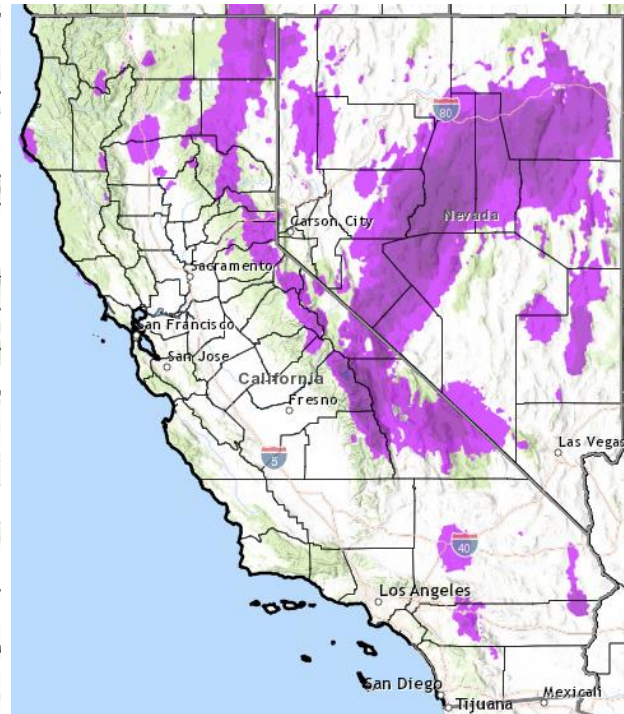 80
Carson City
Nevada
Sacramento
San Francisco
San Jose
California
Fresno
5
Las Vegas
40
Los Angeles
San Diego
Tijuana
Mexicali